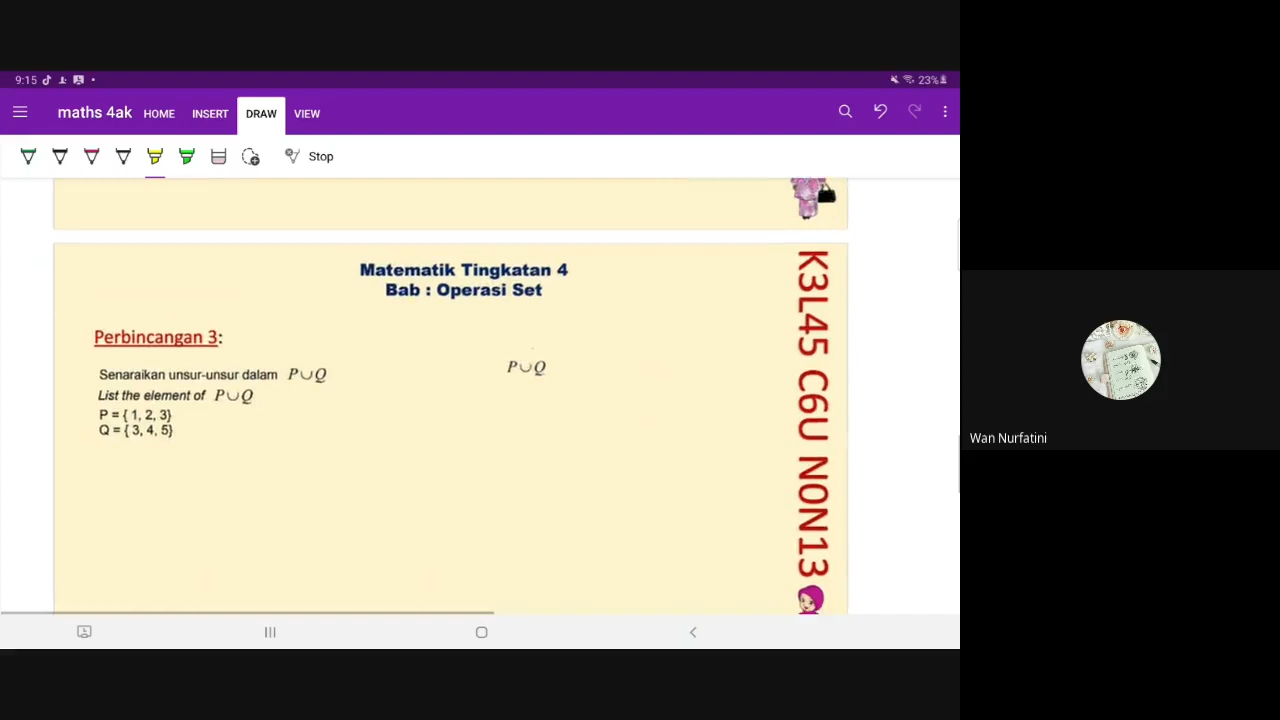 9:15
23%
maths 4ak HOME INSERT DRAW VIEW
Stop
Matematik Tingkatan 4
Bab : Operasi Set
Perbincangan 3:
Senaraikan unsur-unsur dalam P∪Q
List the element of P∪Q
P = { 1, 2, 3}
Q = { 3, 4, 5}
P∪Q
K3L45 C6U N0N13
Wan Nurfatini